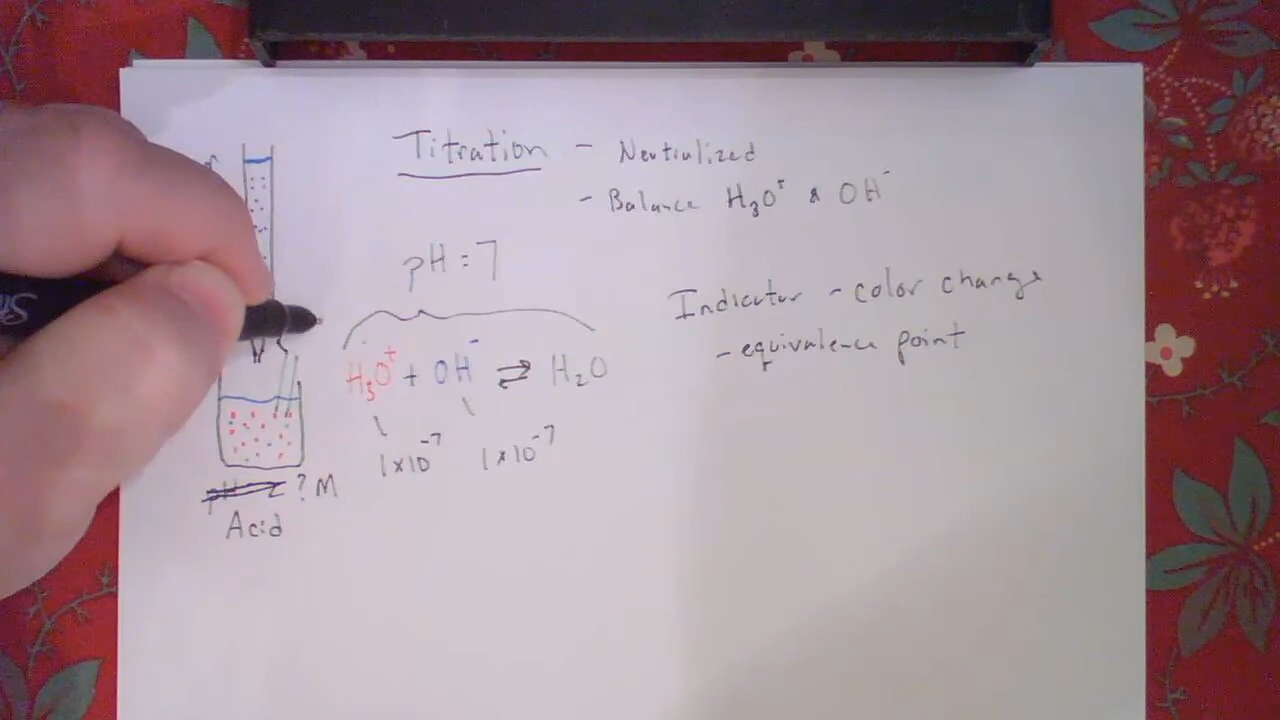 Titration - Neutrialized
- Balance H₃O⁺ & OH⁻
pH = 7
Indicator - color change
- equivalence point
H₃O⁺ + OH⁻ ⇌ H₂O
1x10⁻⁷ 1x10⁻⁷
? M
Acid